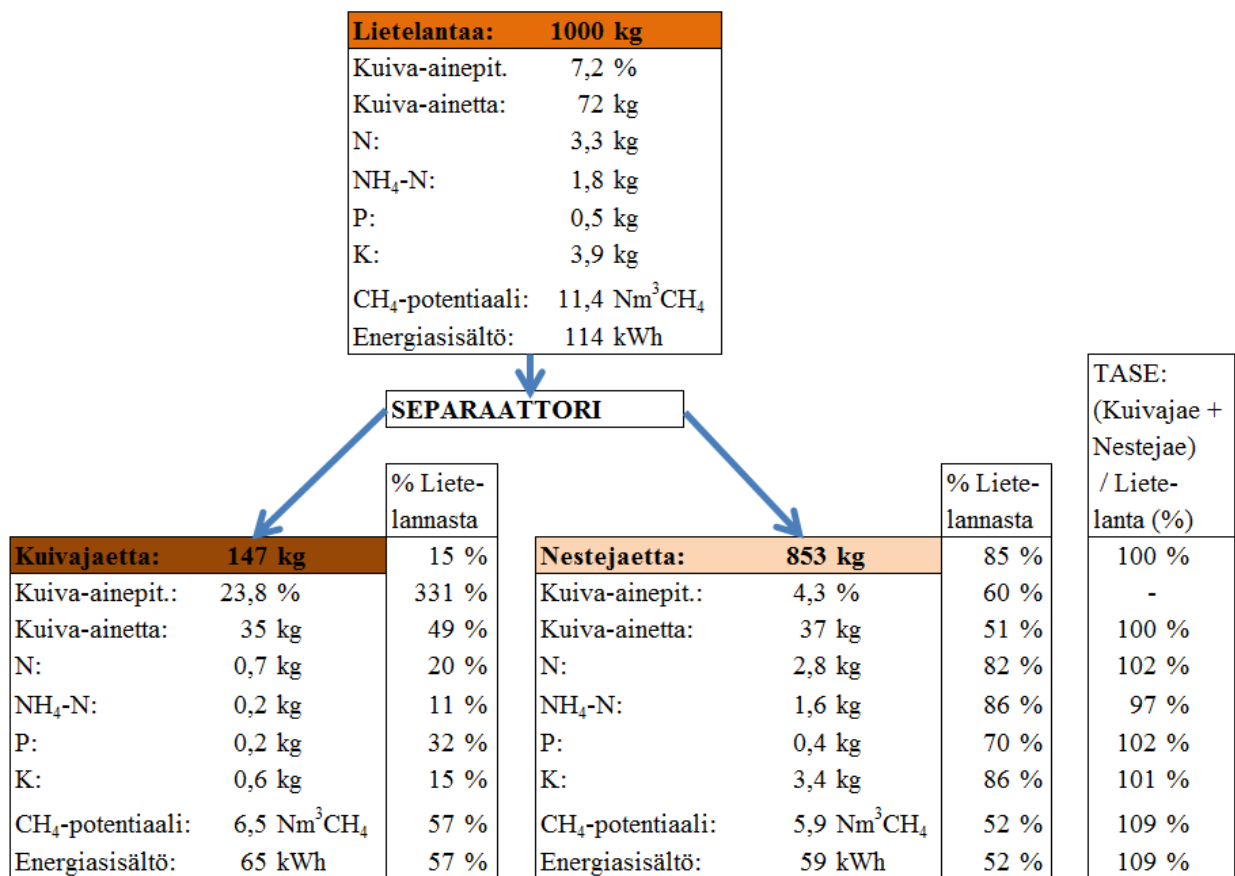 Lietelantaa: 1000 kg
Kuiva-ainepit. 7,2 %
Kuiva-ainetta: 72 kg
N: 3,3 kg
NH₄-N: 1,8 kg
P: 0,5 kg
K: 3,9 kg
CH₄-potentiaali: 11,4 Nm³CH₄
Energiasisältö: 114 kWh
SEPARAATTORI
% Liete-
lannasta
Kuivajaetta: 147 kg 15 %
Kuiva-ainepit.: 23,8 % 331 %
Kuiva-ainetta: 35 kg 49 %
N: 0,7 kg 20 %
NH₄-N: 0,2 kg 11 %
P: 0,2 kg 32 %
K: 0,6 kg 15 %
CH₄-potentiaali: 6,5 Nm³CH₄ 57 %
Energiasisältö: 65 kWh 57 %
% Liete-
lannasta
Nestejaetta: 853 kg 85 %
Kuiva-ainepit.: 4,3 % 60 %
Kuiva-ainetta: 37 kg 51 %
N: 2,8 kg 82 %
NH₄-N: 1,6 kg 86 %
P: 0,4 kg 70 %
K: 3,4 kg 86 %
CH₄-potentiaali: 5,9 Nm³CH₄ 52 %
Energiasisältö: 59 kWh 52 %
TASE:
(Kuivajae +
Nestejae)
/ Liete-
lanta (%)
100 %
-
100 %
102 %
97 %
102 %
101 %
109 %
109 %